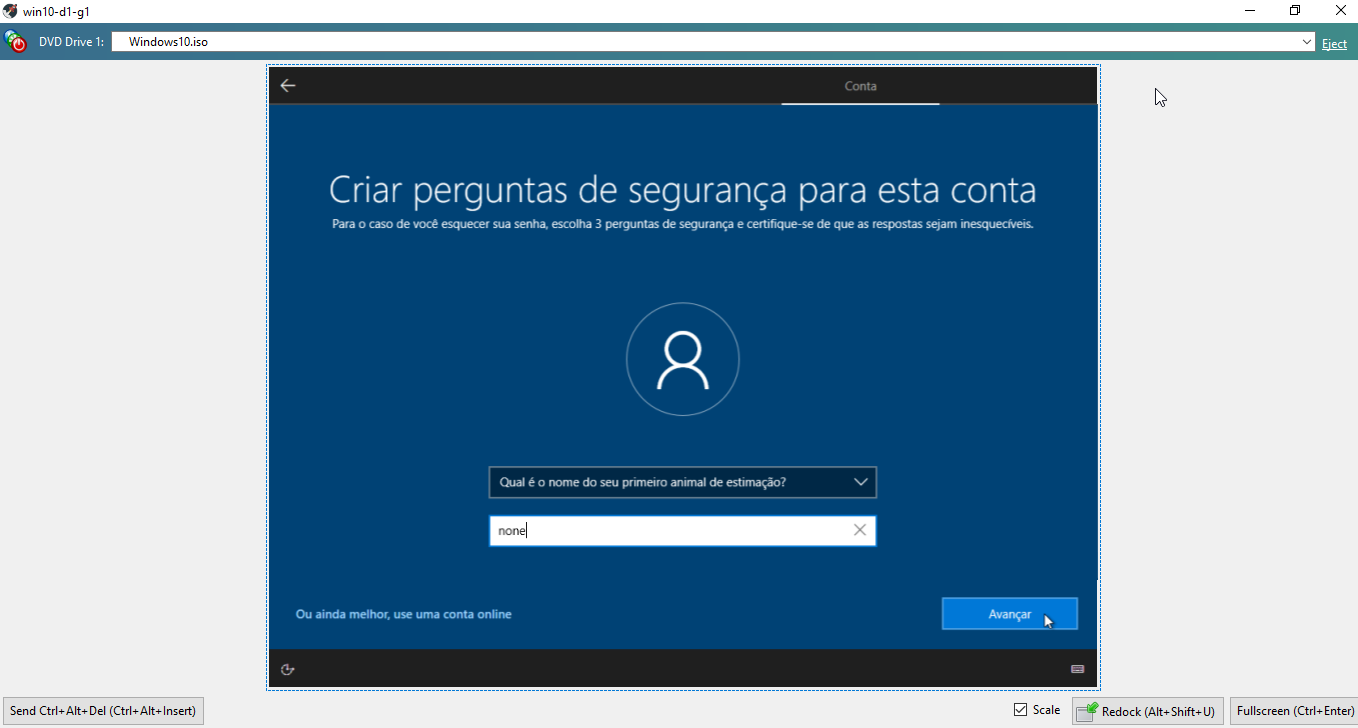 win10-d1-g1
DVD Drive 1: Windows10.iso Eject
Conta
Criar perguntas de segurança para esta conta
Para o caso de você esquecer sua senha, escolha 3 perguntas de segurança e certifique-se de que as respostas sejam inesquecíveis.
Qual é o nome do seu primeiro animal de estimação?
none
Ou ainda melhor, use uma conta online Avançar
Send Ctrl+Alt+Del (Ctrl+Alt+Insert) Scale Redock (Alt+Shift+U) Fullscreen (Ctrl+Enter)